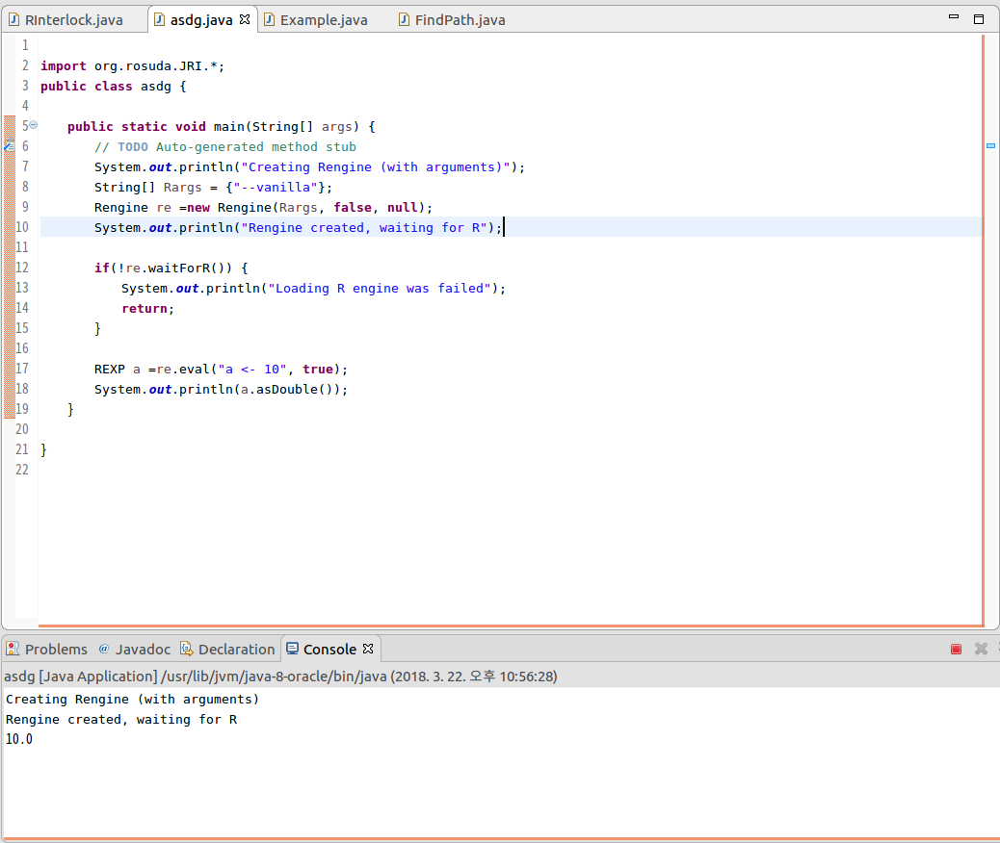 RInterlock.java asdg.java Example.java FindPath.java
1
2 import org.rosuda.JRI.*;
3 public class asdg {
4
5 public static void main(String[] args) {
6 // TODO Auto-generated method stub
7 System.out.println("Creating Rengine (with arguments)");
8 String[] Rargs = {"--vanilla"};
9 Rengine re =new Rengine(Rargs, false, null);
10 System.out.println("Rengine created, waiting for R");
11
12 if(!re.waitForR()) {
13 System.out.println("Loading R engine was failed");
14 return;
15 }
16
17 REXP a =re.eval("a <- 10", true);
18 System.out.println(a.asDouble());
19 }
20
21 }
22
Problems @ Javadoc Declaration Console
asdg [Java Application] /usr/lib/jvm/java-8-oracle/bin/java (2018. 3. 22. 오후 10:56:28)
Creating Rengine (with arguments)
Rengine created, waiting for R
10.0